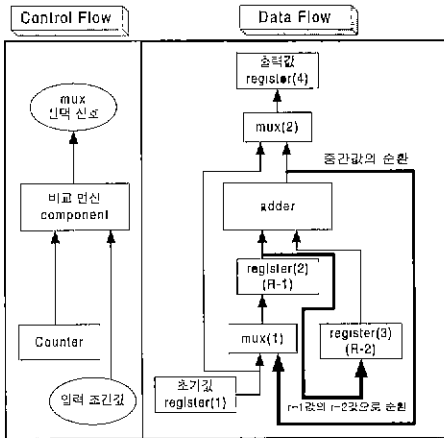 Control Flow
Data Flow
출력값
register(4)
mux
선택 신호
mux(2)
중간값의 순환
비교 연산
component
adder
register(2)
(R-1)
Counter
mux(1)
register(3)
(R-2)
입력 조건값
초기값
register(1)
r-1값의 r-2값으로 순환